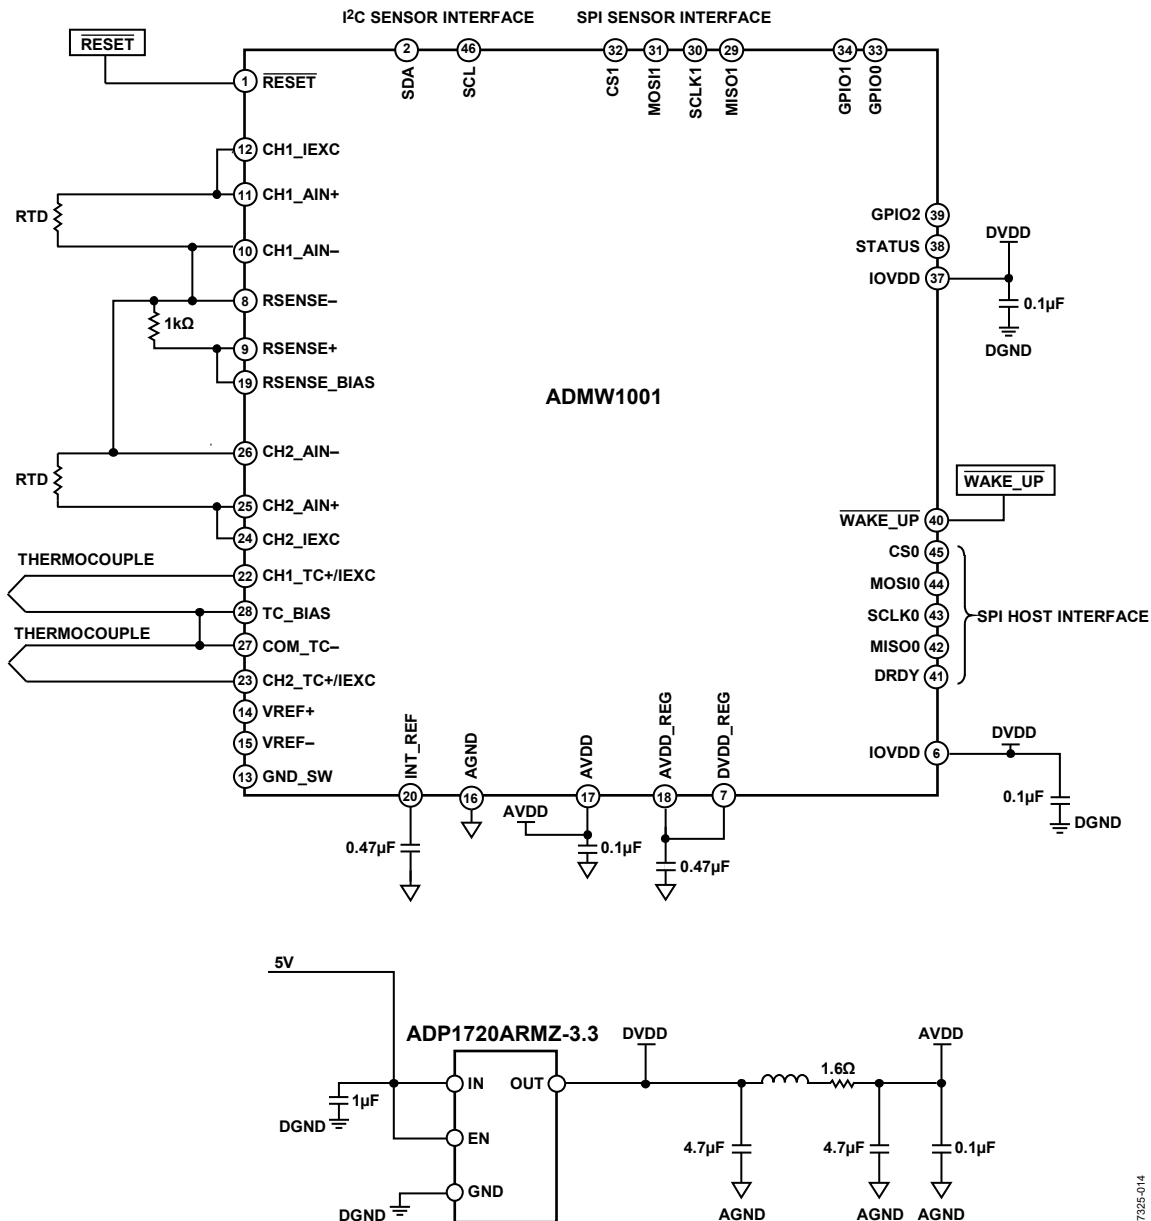 I2C SENSOR INTERFACE
SPI SENSOR INTERFACE
RESET
2
46
32
31
30
29
34
33
SDA
SCL
CS1
MOSI1
SCLK1
MISO1
GPIO1
GPIO0
1 RESET
12 CH1_IEXC
11 CH1_AIN+
RTD
10 CH1_AIN–
8 RSENSE–
1kΩ
9 RSENSE+
19 RSENSE_BIAS
26 CH2_AIN–
RTD
25 CH2_AIN+
24 CH2_IEXC
THERMOCOUPLE
22 CH1_TC+/IEXC
28 TC_BIAS
THERMOCOUPLE
27 COM_TC–
23 CH2_TC+/IEXC
14 VREF+
15 VREF–
13 GND_SW
ADMW1001
GPIO2 39
STATUS 38
DVDD
IOVDD 37
0.1µF
DGND
WAKE_UP
WAKE_UP 40
CS0 45
MOSI0 44
SCLK0 43
SPI HOST INTERFACE
MISO0 42
DRDY 41
DVDD
IOVDD 6
0.1µF
DGND
INT_REF
AGND
AVDD
AVDD_REG
DVDD_REG
20
16
17
18
7
AVDD
0.47µF
0.1µF
0.47µF
5V
ADP1720ARMZ-3.3
DVDD
AVDD
IN
OUT
1.6Ω
1µF
DGND
EN
4.7µF
4.7µF
0.1µF
GND
DGND
AGND
AGND
AGND
7325-014